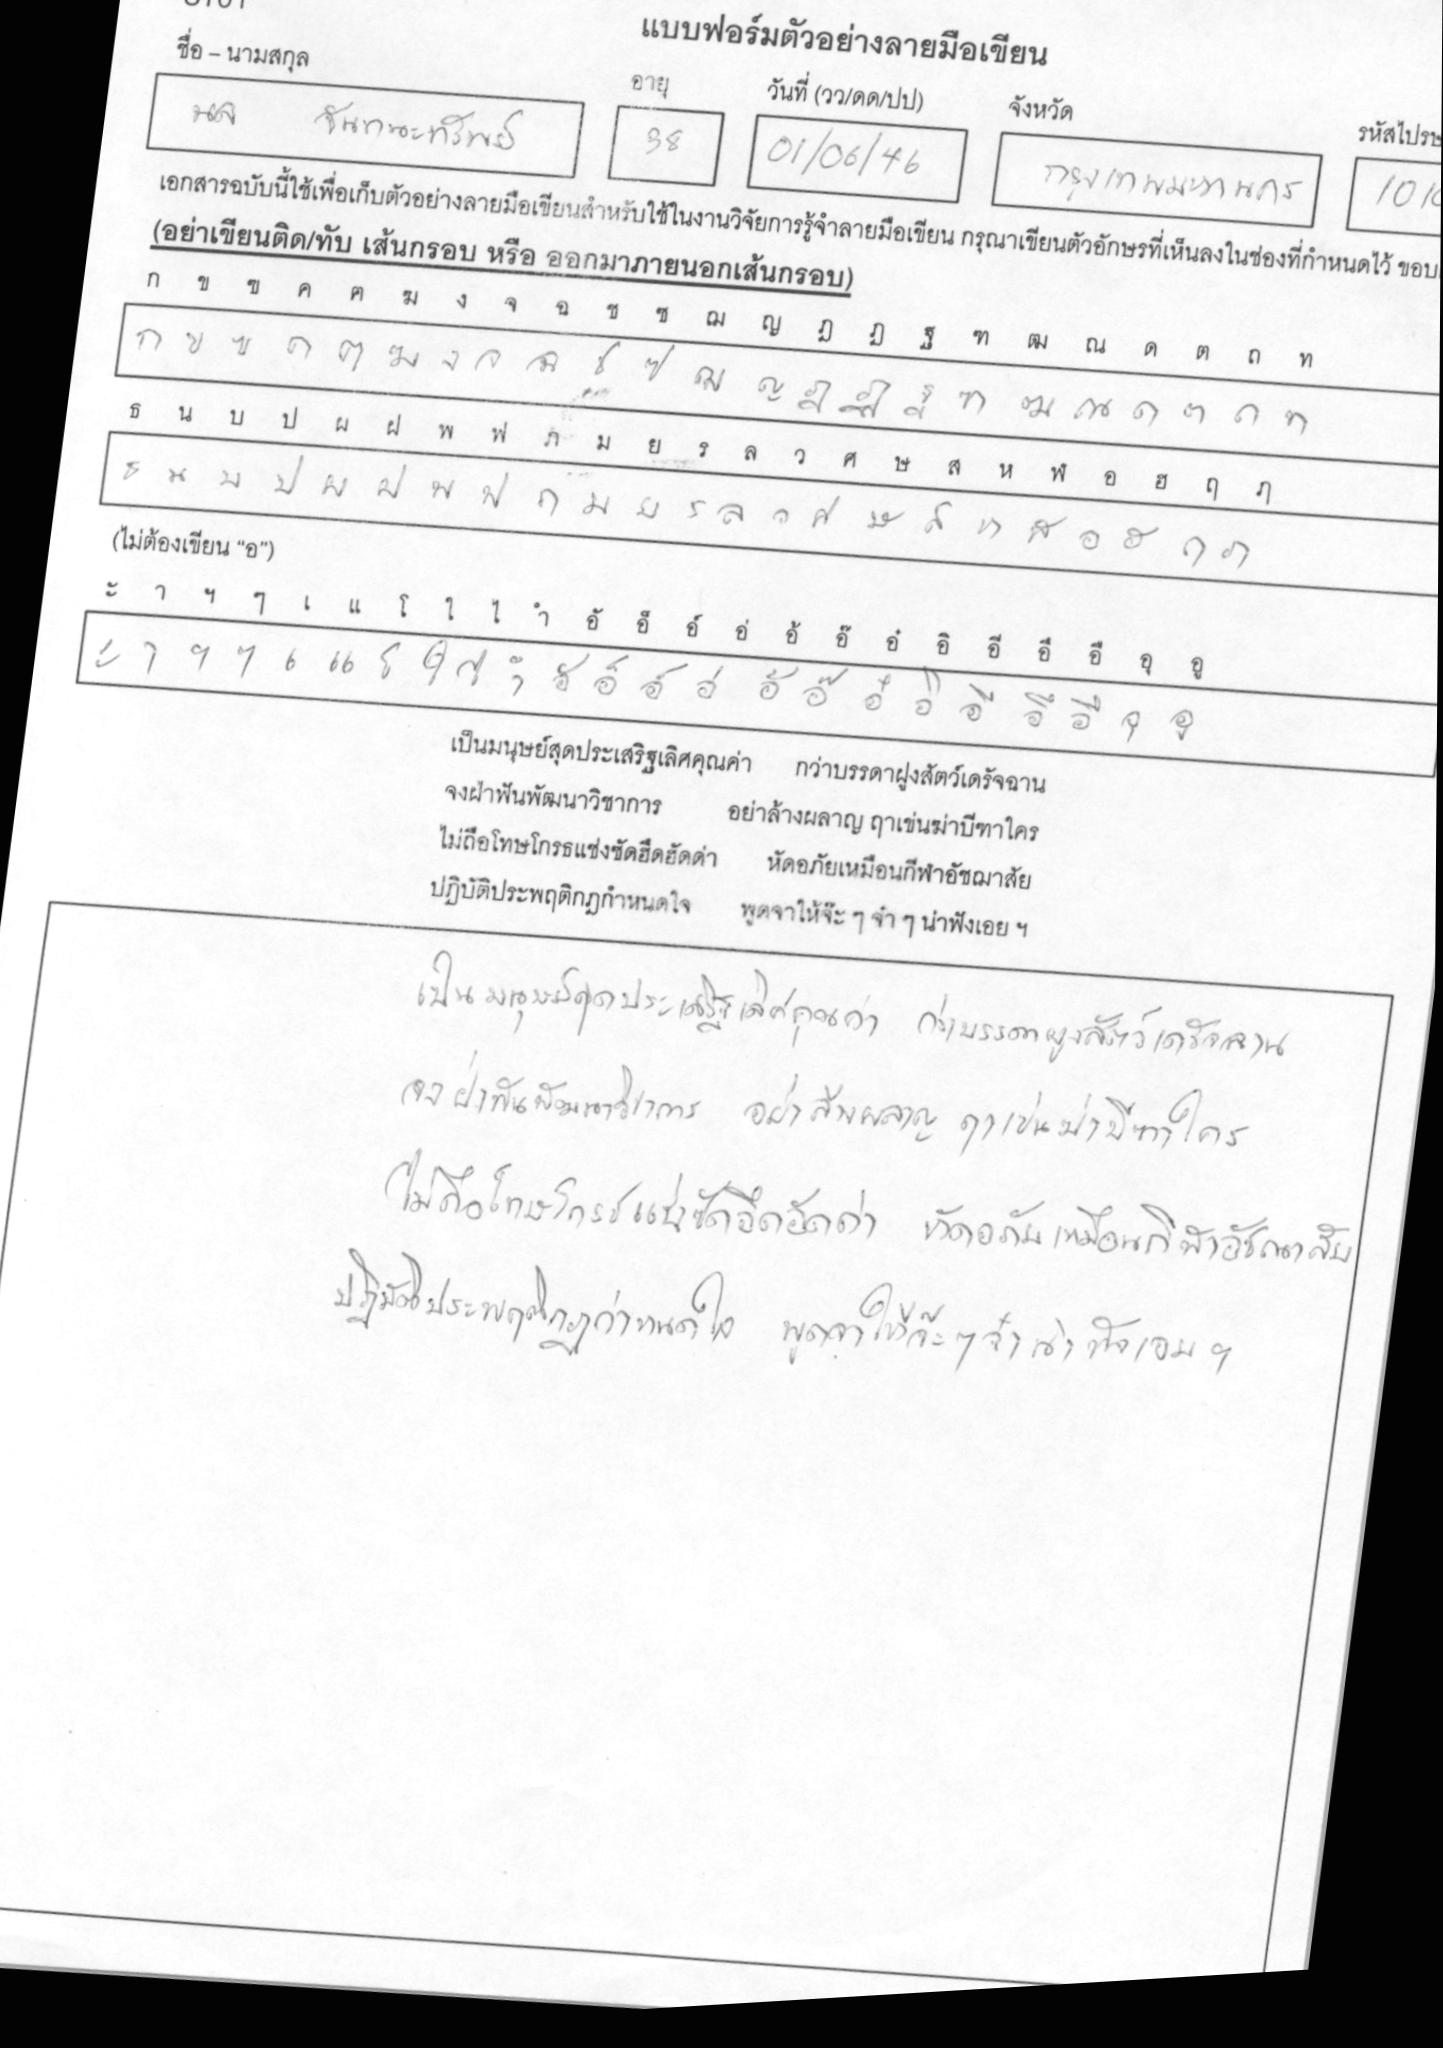 แบบฟอร์มตัวอย่างลายมือเขียน
ชื่อ – นามสกุล อายุ วันที่ (วว/ดด/ปป) จังหวัด รหัสไปรษ
นล จันทนะทรัพย์ 38 01/06/46 กรุงเทพมหานคร 101
เอกสารฉบับนี้ใช้เพื่อเก็บตัวอย่างลายมือเขียนสำหรับใช้ในงานวิจัยการรู้จำลายมือเขียน กรุณาเขียนตัวอักษรที่เห็นลงในช่องที่กำหนดไว้ ขอบ
(อย่าเขียนติด/ทับ เส้นกรอบ หรือ ออกมาภายนอกเส้นกรอบ)
ก ข ฃ ค ฅ ฆ ง จ ฉ ช ซ ฌ ญ ฎ ฏ ฐ ฑ ฒ ณ ด ต ถ ท
ก ข ฃ ค ฅ ฆ ง จ ฉ ช ซ ฌ ญ ฎ ฏ ฐ ฑ ฒ ณ ด ต ถ ท
ธ น บ ป ผ ฝ พ ฟ ภ ม ย ร ล ว ศ ษ ส ห ฬ อ ฮ ฤ ฦ
ธ น บ ป ผ ฝ พ ฟ ภ ม ย ร ล ว ศ ษ ส ห ฬ อ ฮ ฤ ฦ
(ไม่ต้องเขียน “อ”)
ะ า ฯ ๆ เ แ โ ใ ไ ำ อั อ็ อ์ อ่ อ้ อ๊ อ๋ อิ อี อึ อื อุ อู
ะ า ฯ ๆ เ แ โ ใ ไ ำ อั อ็ อ์ อ่ อ้ อ๊ อ๋ อิ อี อึ อื อุ อู
เป็นมนุษย์สุดประเสริฐเลิศคุณค่า กว่าบรรดาฝูงสัตว์เดรัจฉาน
จงฝ่าฟันพัฒนาวิชาการ อย่าล้างผลาญ ฤาเข่นฆ่าบีฑาใคร
ไม่ถือโทษโกรธแช่งซัดฮึดฮัดด่า หัดอภัยเหมือนกีฬาอัชฌาสัย
ปฏิบัติประพฤติกฎกำหนดใจ พูดจาให้จ๊ะ ๆ จ๋า ๆ น่าฟังเอย ฯ
เป็นมนุษย์สุดประเสริฐเลิศคุณค่า กว่าบรรดาฝูงสัตว์เดรัจฉาน
จงฝ่าฟันพัฒนาวิชาการ อย่าล้างผลาญ ฤาเข่นฆ่าบีฑาใคร
ไม่ถือโทษโกรธแช่งซัดฮึดฮัดด่า หัดอภัยเหมือนกีฬาอัชฌาสัย
ปฏิบัติประพฤติกฎกำหนดใจ พูดจาให้จ๊ะ ๆ จ๋า น่าฟังเอย ฯ